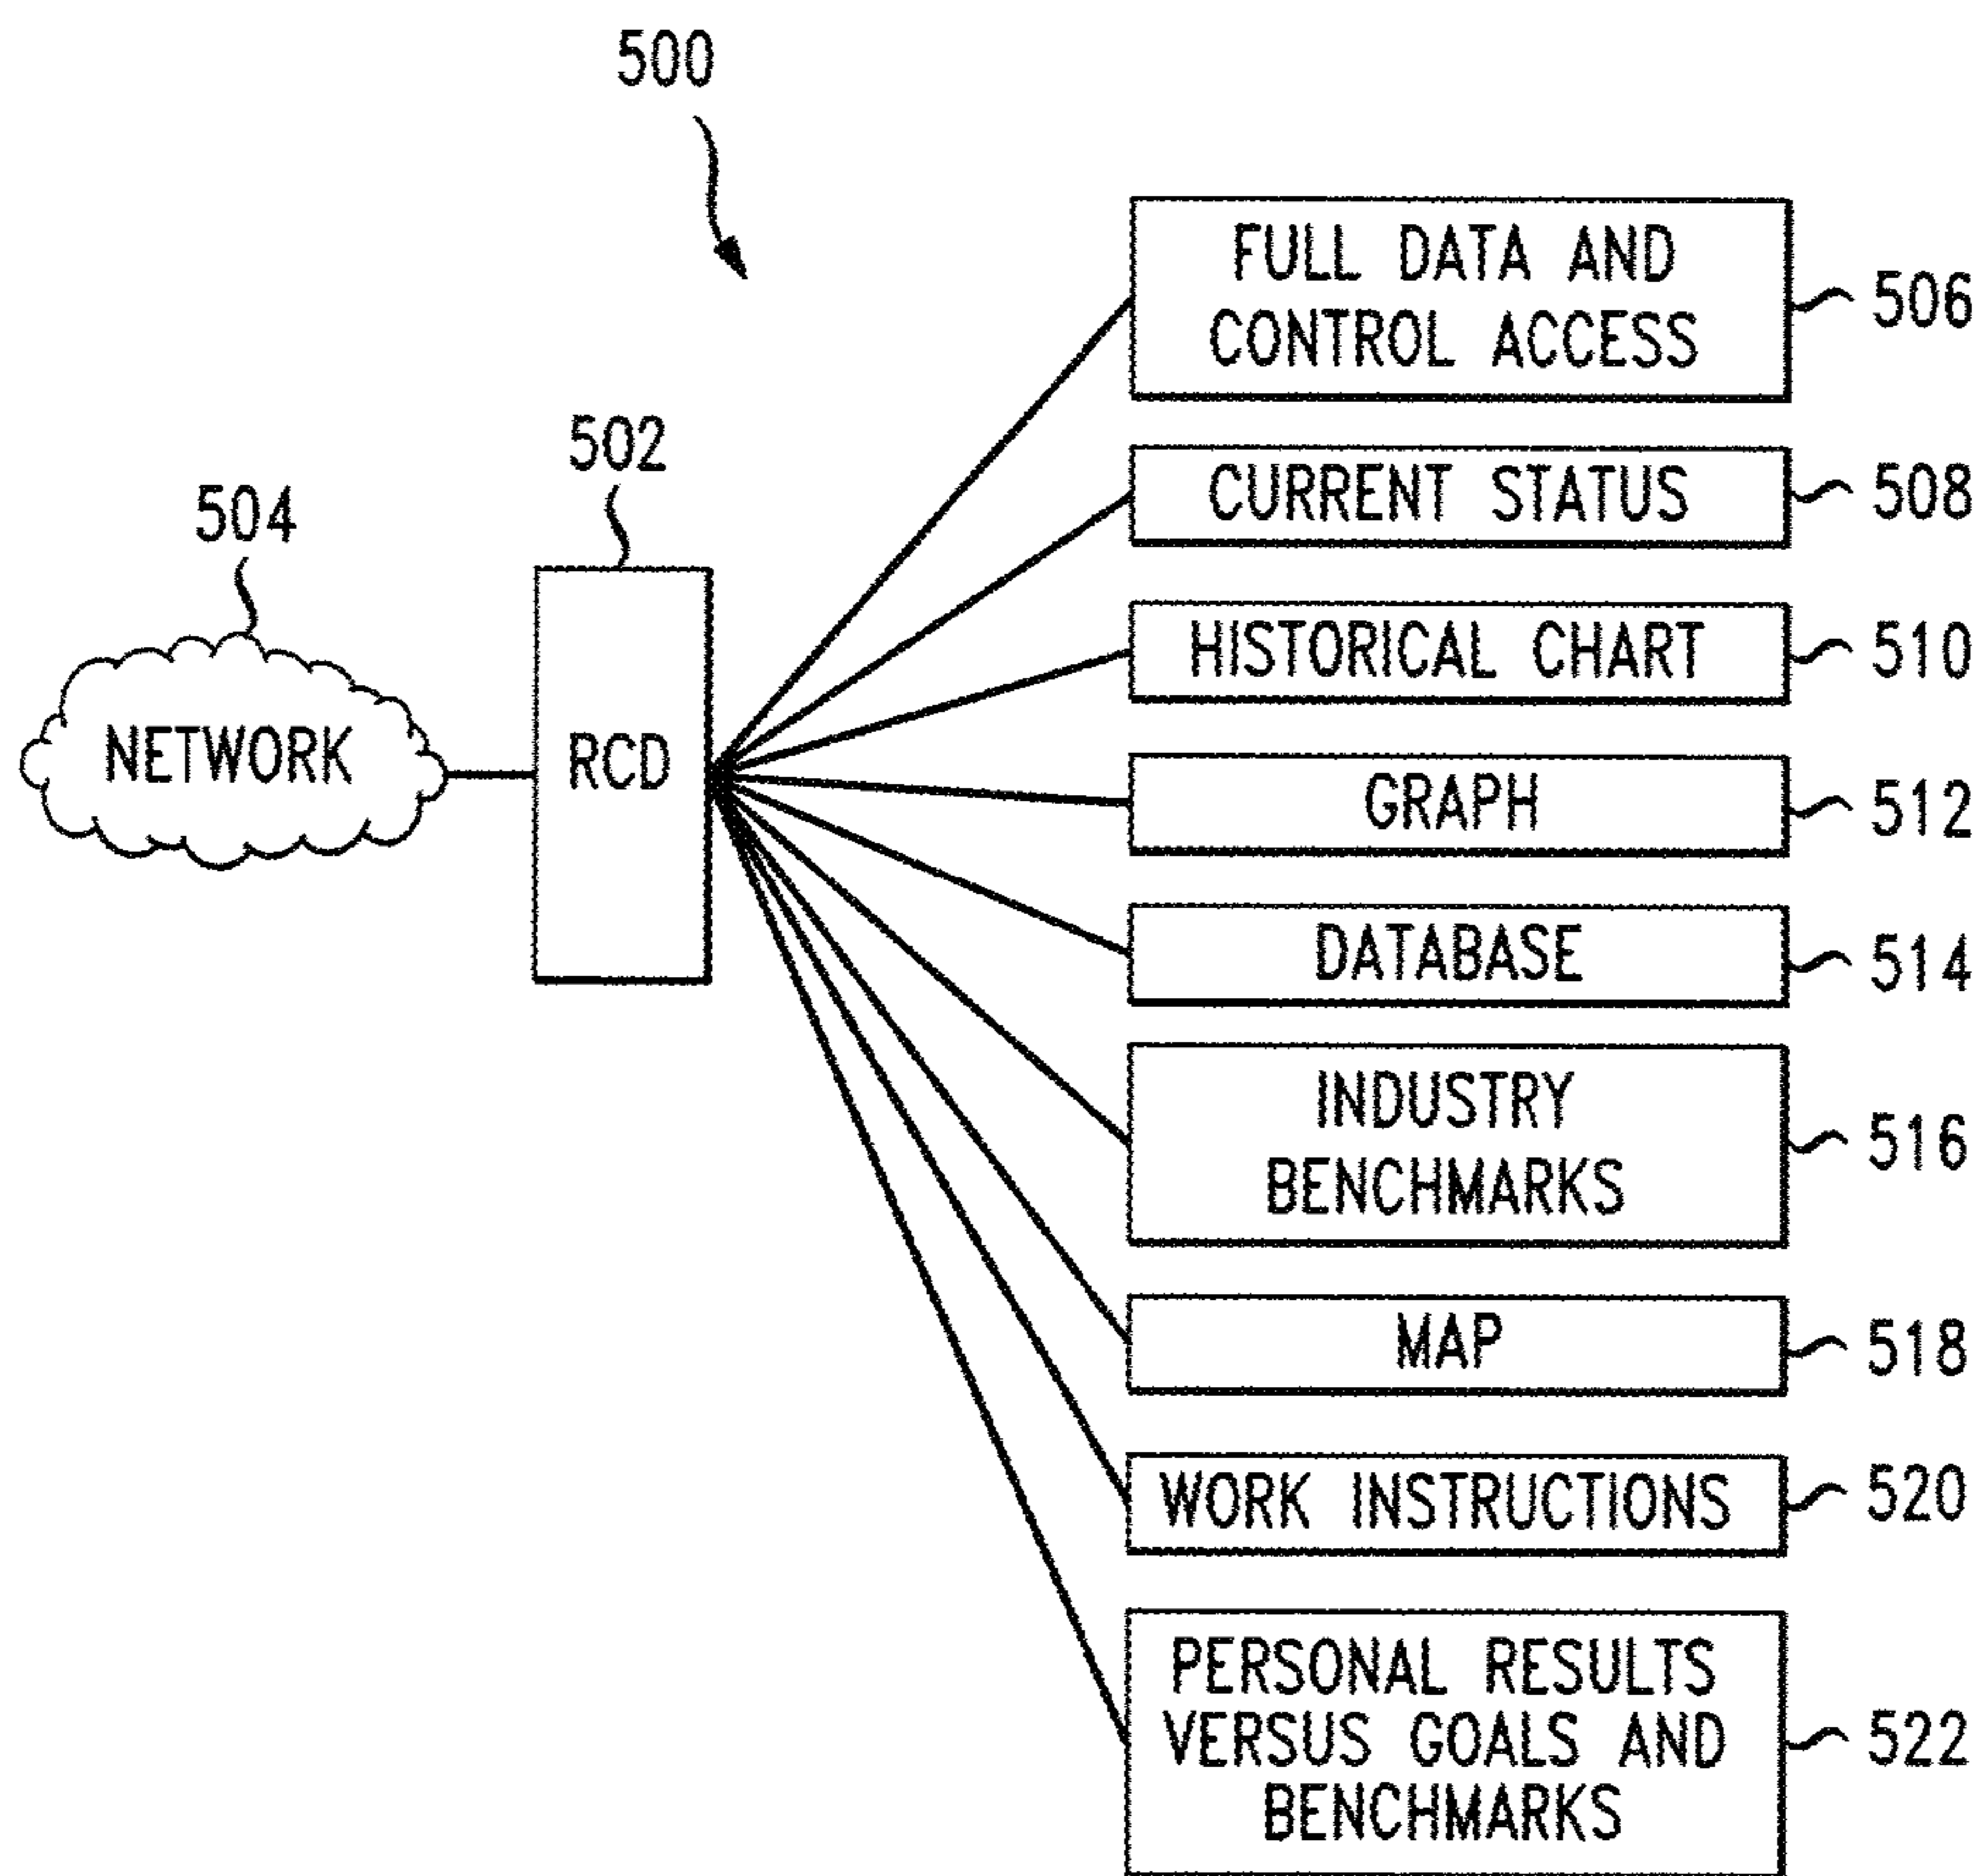 500
FULL DATA AND
CONTROL ACCESS
506
502
CURRENT STATUS
508
504
HISTORICAL CHART
510
NETWORK
RCD
GRAPH
512
DATABASE
514
INDUSTRY
BENCHMARKS
516
MAP
518
WORK INSTRUCTIONS
520
PERSONAL RESULTS
VERSUS GOALS AND
BENCHMARKS
522